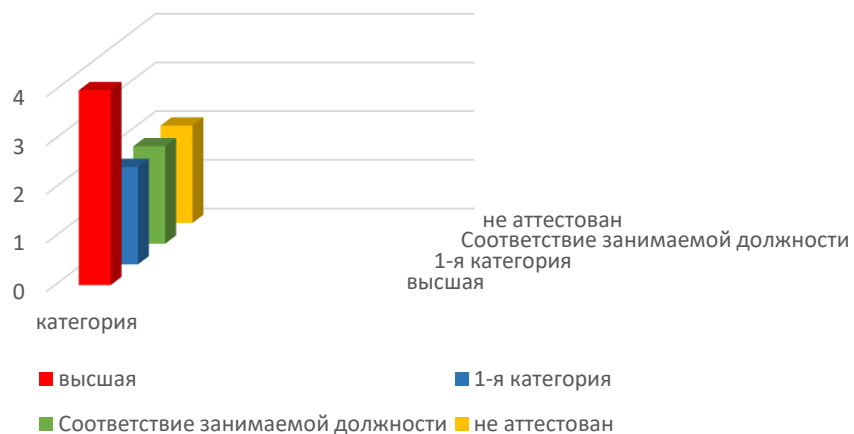 4
3
2
1
0
не аттестован
Соответствие занимаемой должности
1-я категория
высшая
категория
высшая
1-я категория
Соответствие занимаемой должности
не аттестован